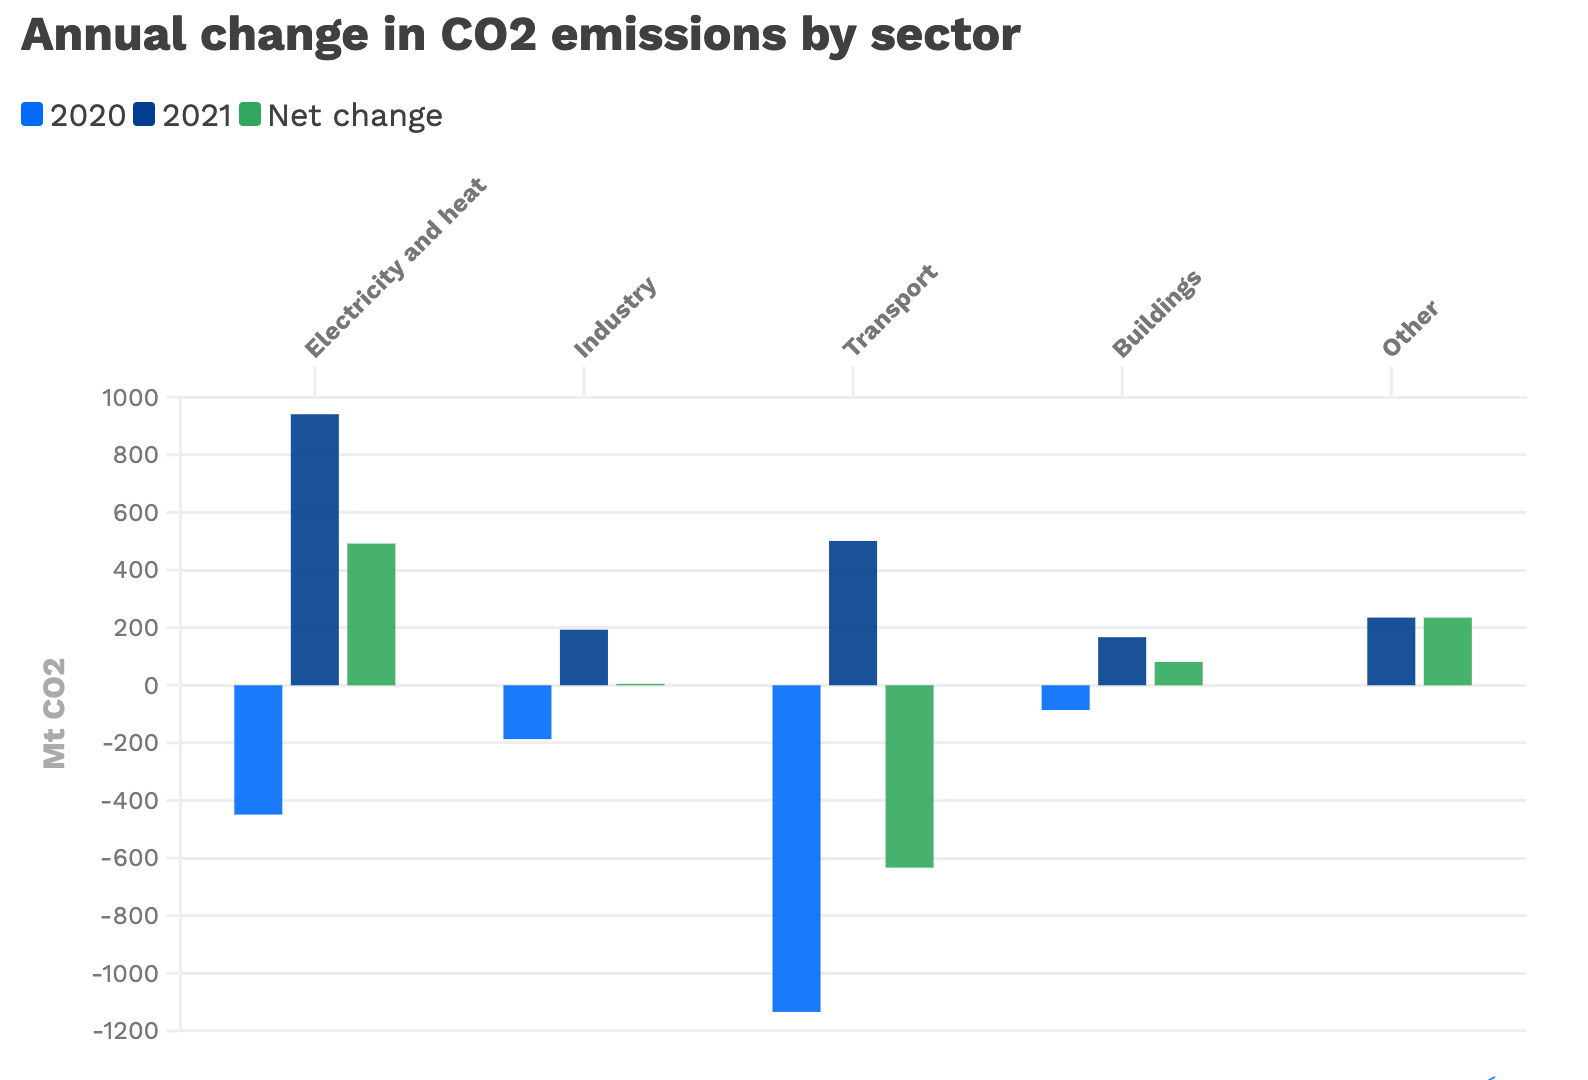 Annual change in CO2 emissions by sector
2020 2021 Net change
Electricity and heat
Industry
Transport
Buildings
Other
1000
800
600
400
200
0
-200
-400
-600
-800
-1000
-1200
Mt CO2